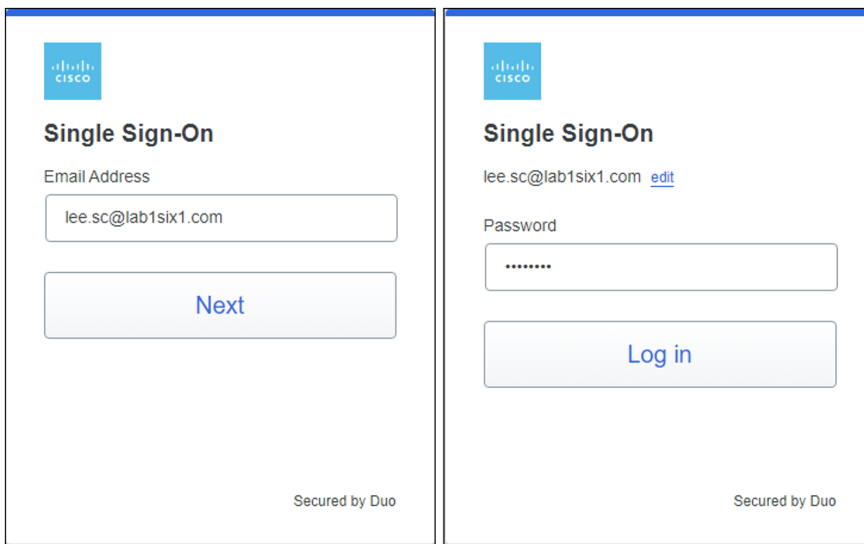 CISCO
Single Sign-On
Email Address
lee.sc@lab1six1.com
Next
Secured by Duo
CISCO
Single Sign-On
lee.sc@lab1six1.com edit
Password
••••••••
Log in
Secured by Duo